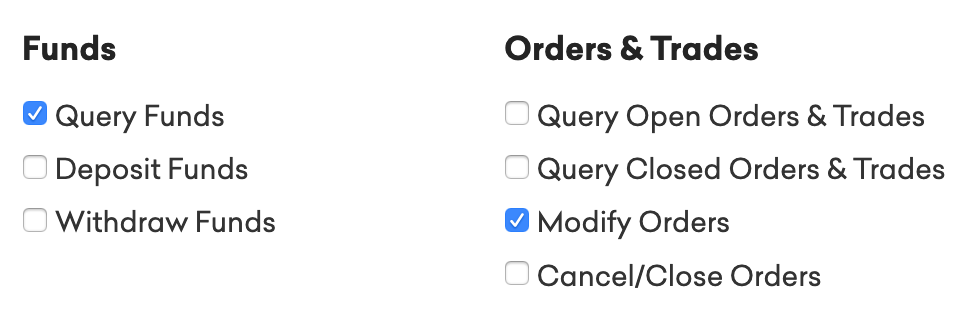 Funds
Query Funds
Deposit Funds
Withdraw Funds
Orders & Trades
Query Open Orders & Trades
Query Closed Orders & Trades
Modify Orders
Cancel/Close Orders